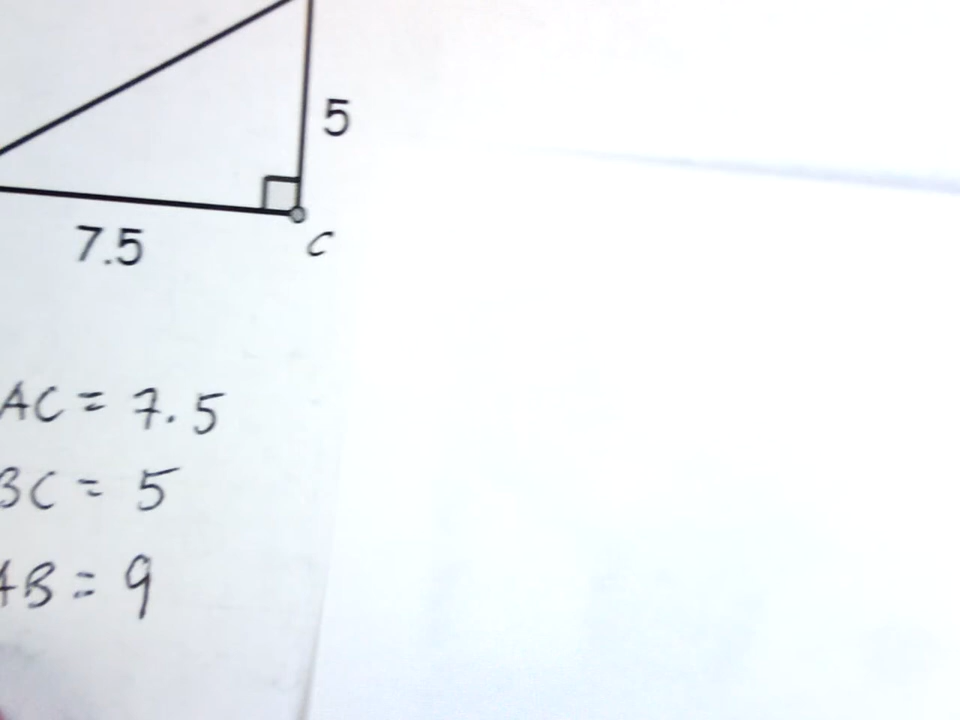 5
7.5
C
AC = 7.5
BC = 5
AB = 9